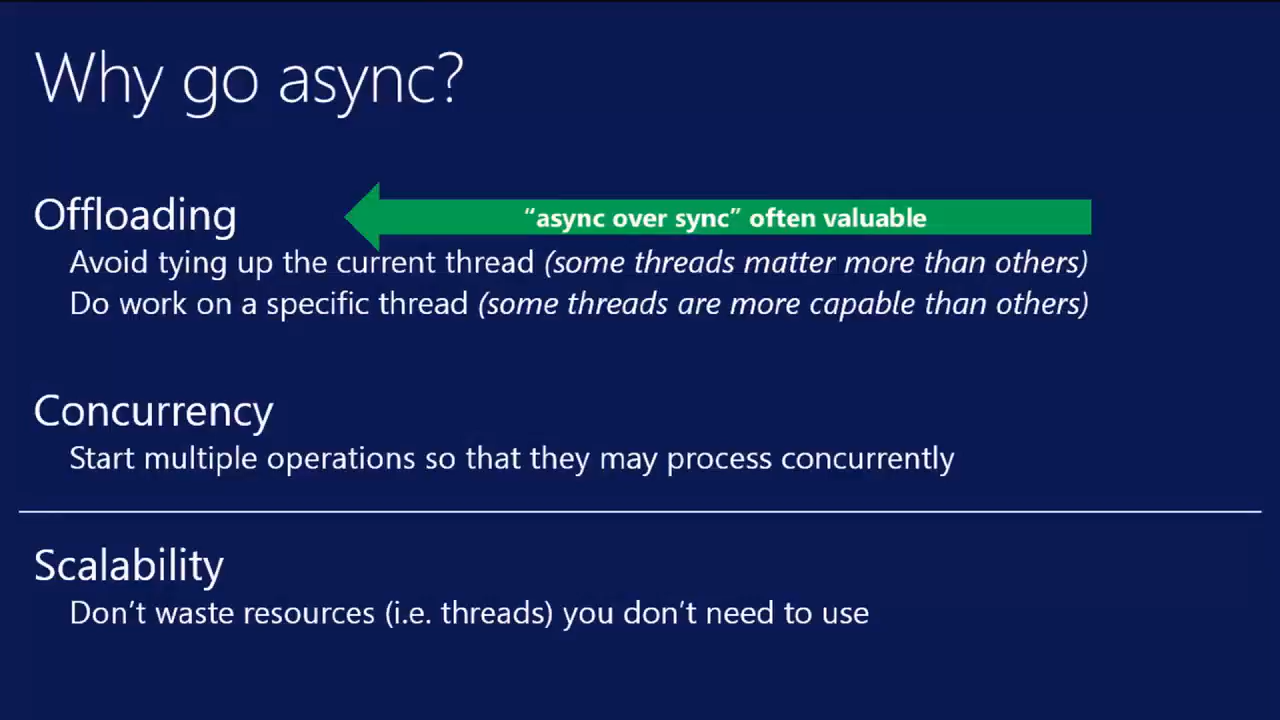 Why go async?
Offloading
“async over sync” often valuable
Avoid tying up the current thread (some threads matter more than others)
Do work on a specific thread (some threads are more capable than others)
Concurrency
Start multiple operations so that they may process concurrently
Scalability
Don’t waste resources (i.e. threads) you don’t need to use